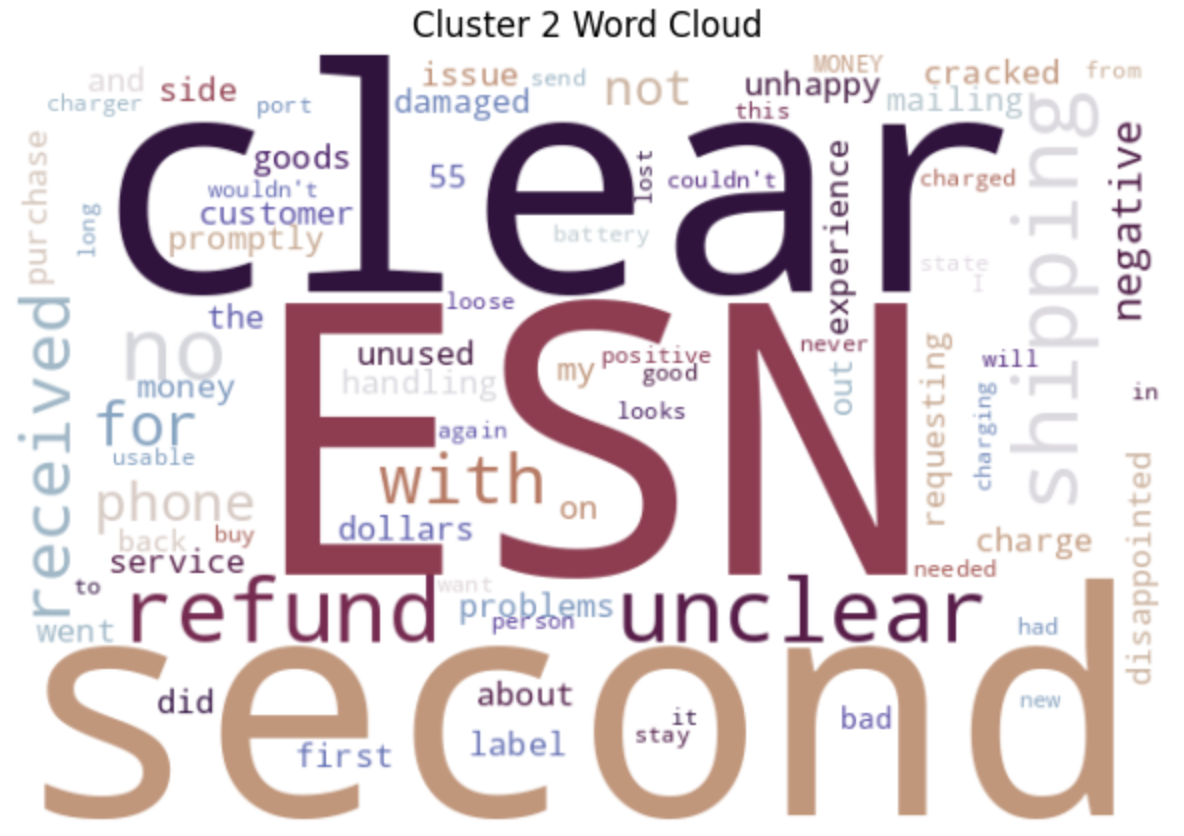 Cluster 2 Word Cloud
and
charger
side
port
issue
send
damaged
not
MONEY
unhappy
this
cracked
from
mailing
clear
purchase
long
goods
wouldn't
customer
promptly
55
lost
couldn't
battery
experience
charged
state
I
shipping
negative
received
the
no
money
for
usable
phone
back
buy
service
to
went
ESN
loose
unused
handling
again
with
dollars
on
my
positive
good
looks
never
out
requesting
will
charging
in
charge
needed
disappointed
refund
want
problems
person
unclear
had
second
did
first
about
label
it
stay
bad
new